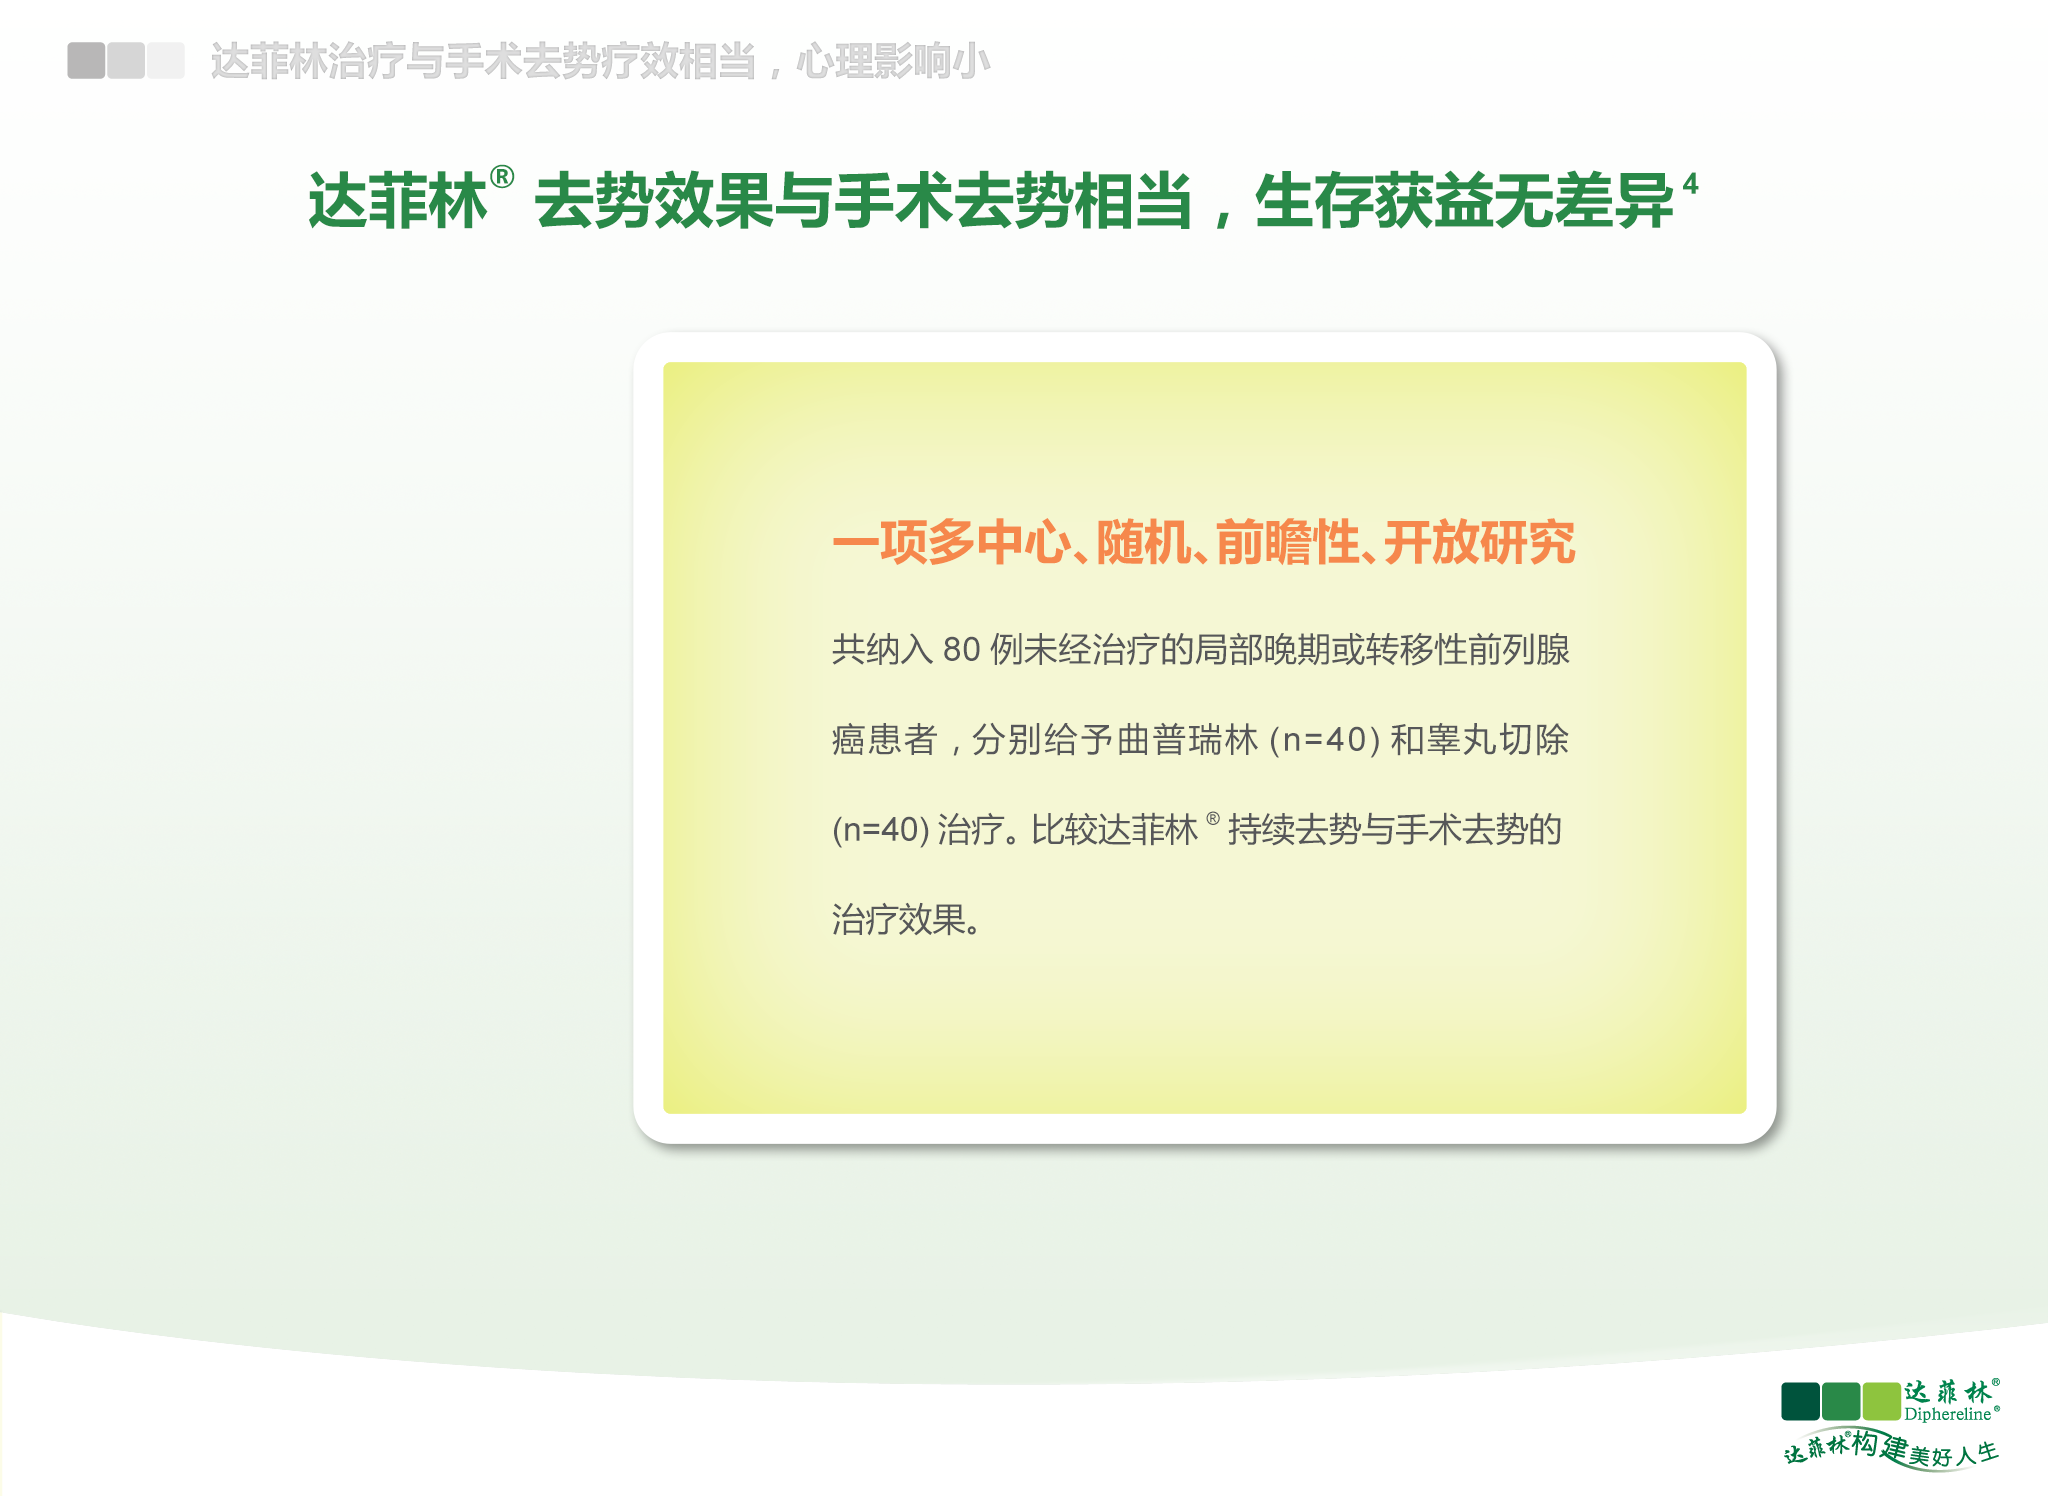 达菲林治疗与手术去势疗效相当，心理影响小
达菲林® 去势效果与手术去势相当，生存获益无差异⁴
一项多中心、随机、前瞻性、开放研究
共纳入 80 例未经治疗的局部晚期或转移性前列腺
癌患者，分别给予曲普瑞林 (n=40) 和睾丸切除
(n=40) 治疗。比较达菲林®持续去势与手术去势的
治疗效果。
达菲林®
Diphereline®
达菲林®构建美好人生